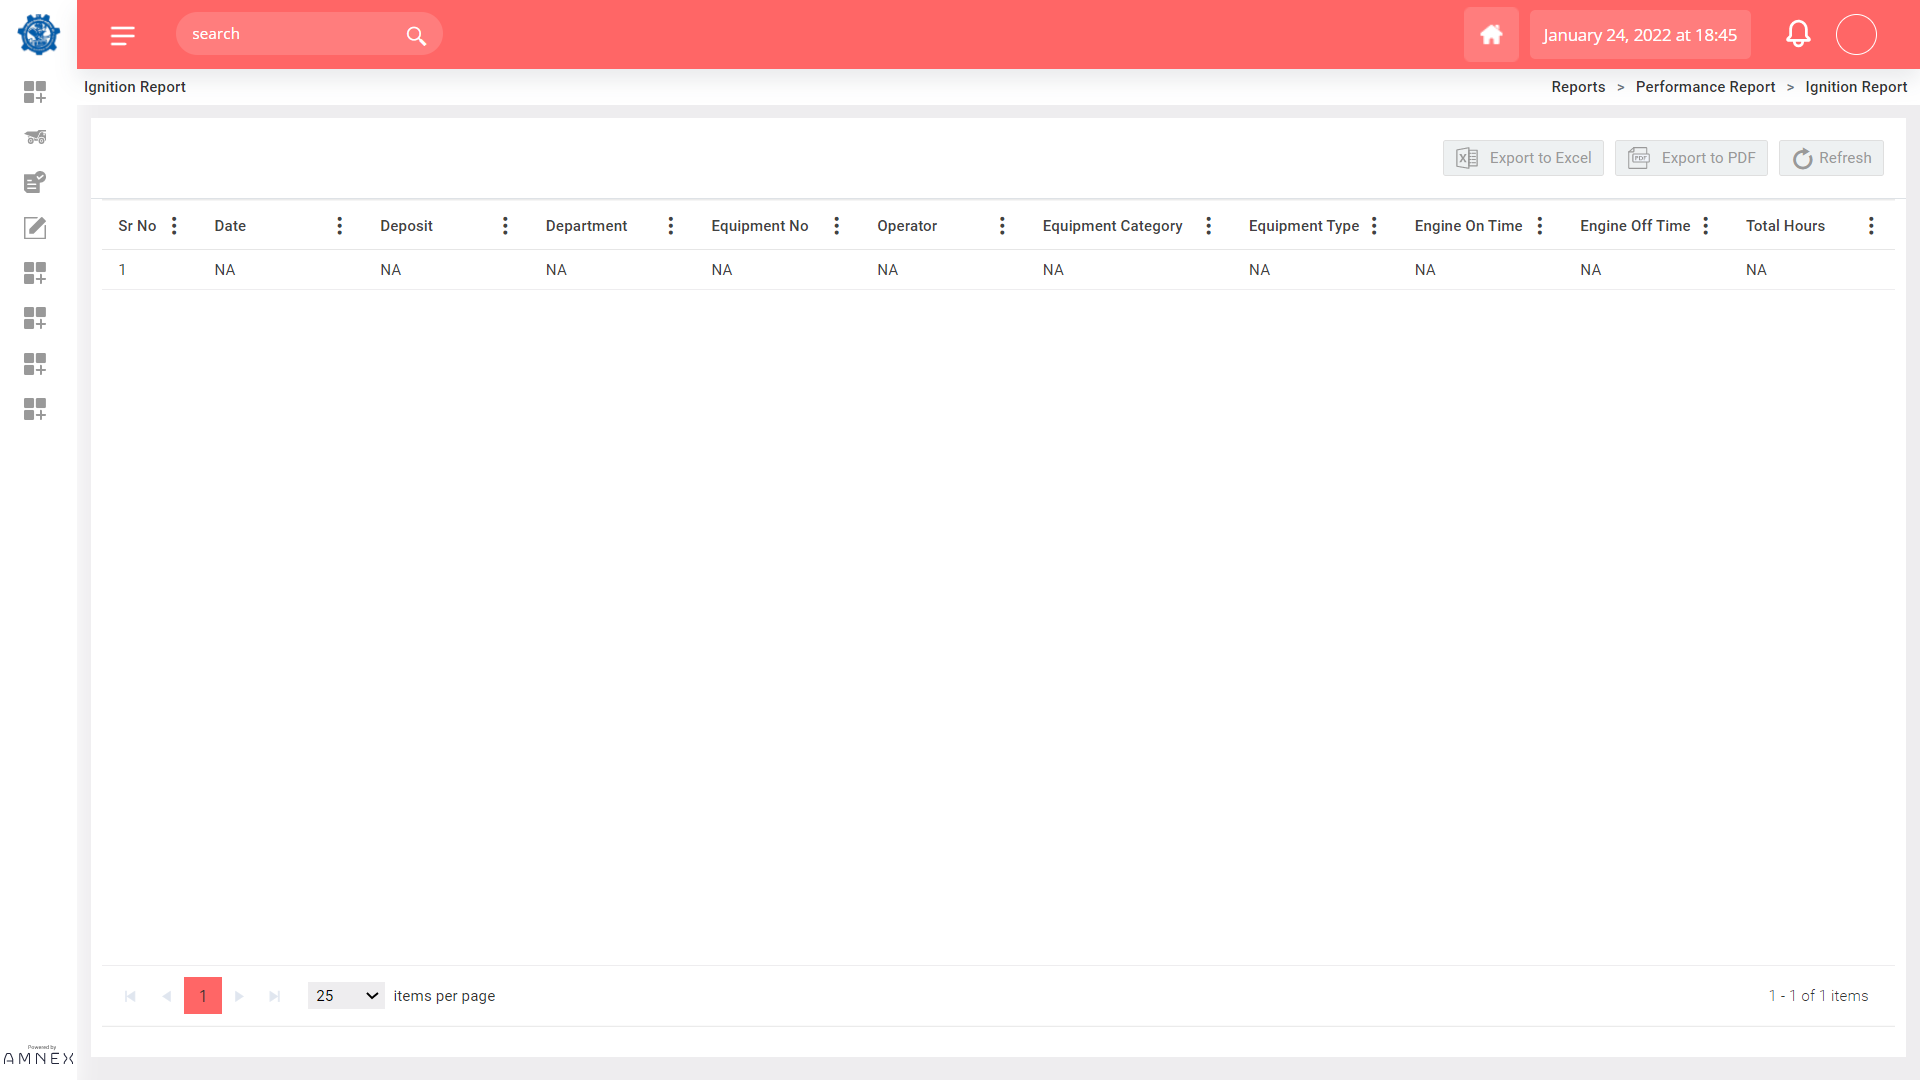 search
January 24, 2022 at 18:45
Ignition Report
Reports > Performance Report > Ignition Report
Export to Excel
Export to PDF
Refresh
Sr No Date Deposit Department Equipment No Operator Equipment Category Equipment Type Engine On Time Engine Off Time Total Hours
1 NA NA NA NA NA NA NA NA NA NA
1 25 items per page
1 - 1 of 1 items
Powered by
AMNEX